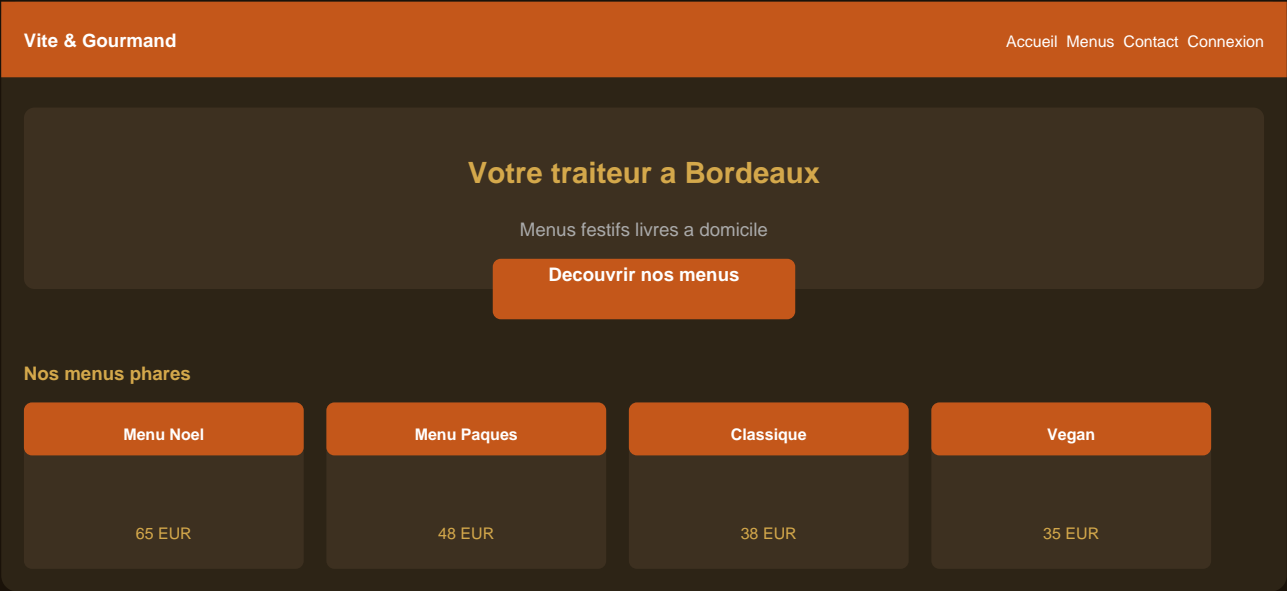 Vite & Gourmand
Accueil Menus Contact Connexion
Votre traiteur a Bordeaux
Menus festifs livres a domicile
Decouvrir nos menus
Nos menus phares
Menu Noel
Menu Paques
Classique
Vegan
65 EUR
48 EUR
38 EUR
35 EUR